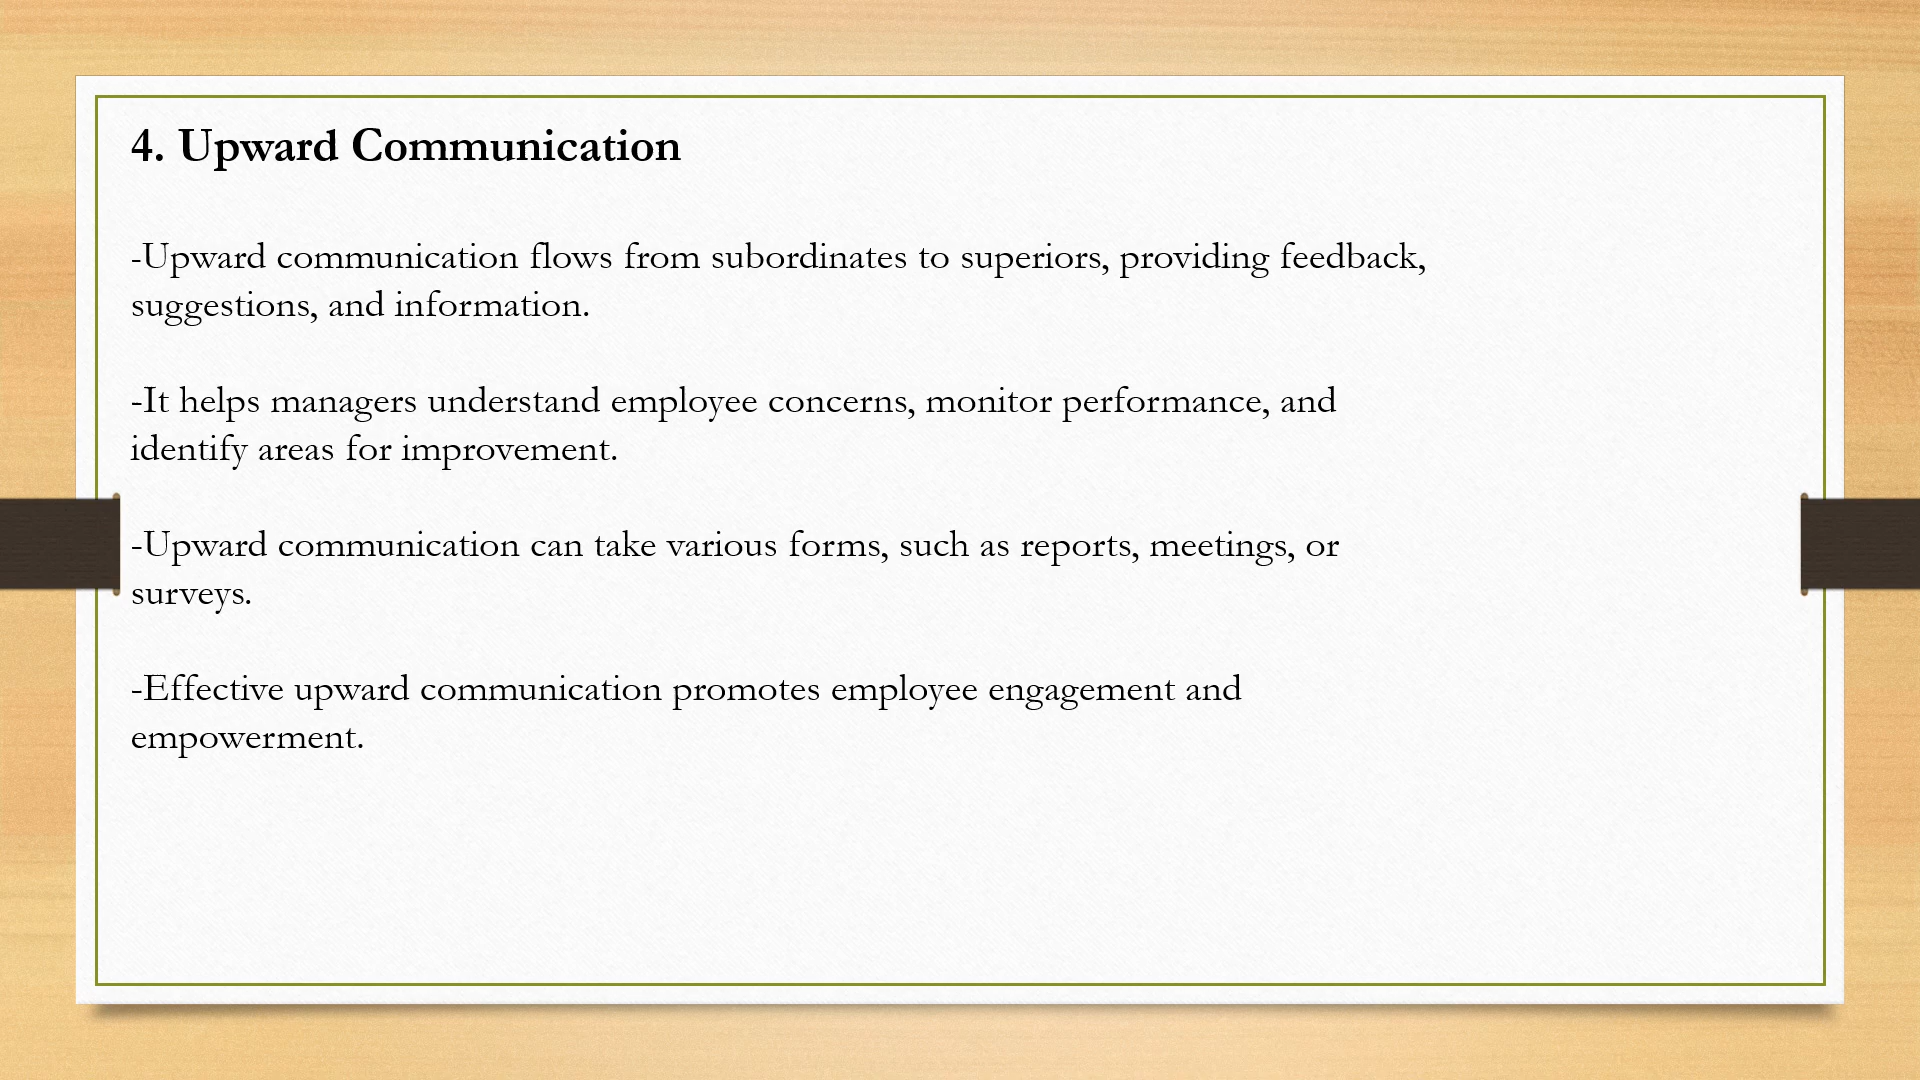 4. Upward Communication
-Upward communication flows from subordinates to superiors, providing feedback,
suggestions, and information.
-It helps managers understand employee concerns, monitor performance, and
identify areas for improvement.
-Upward communication can take various forms, such as reports, meetings, or
surveys.
-Effective upward communication promotes employee engagement and
empowerment.